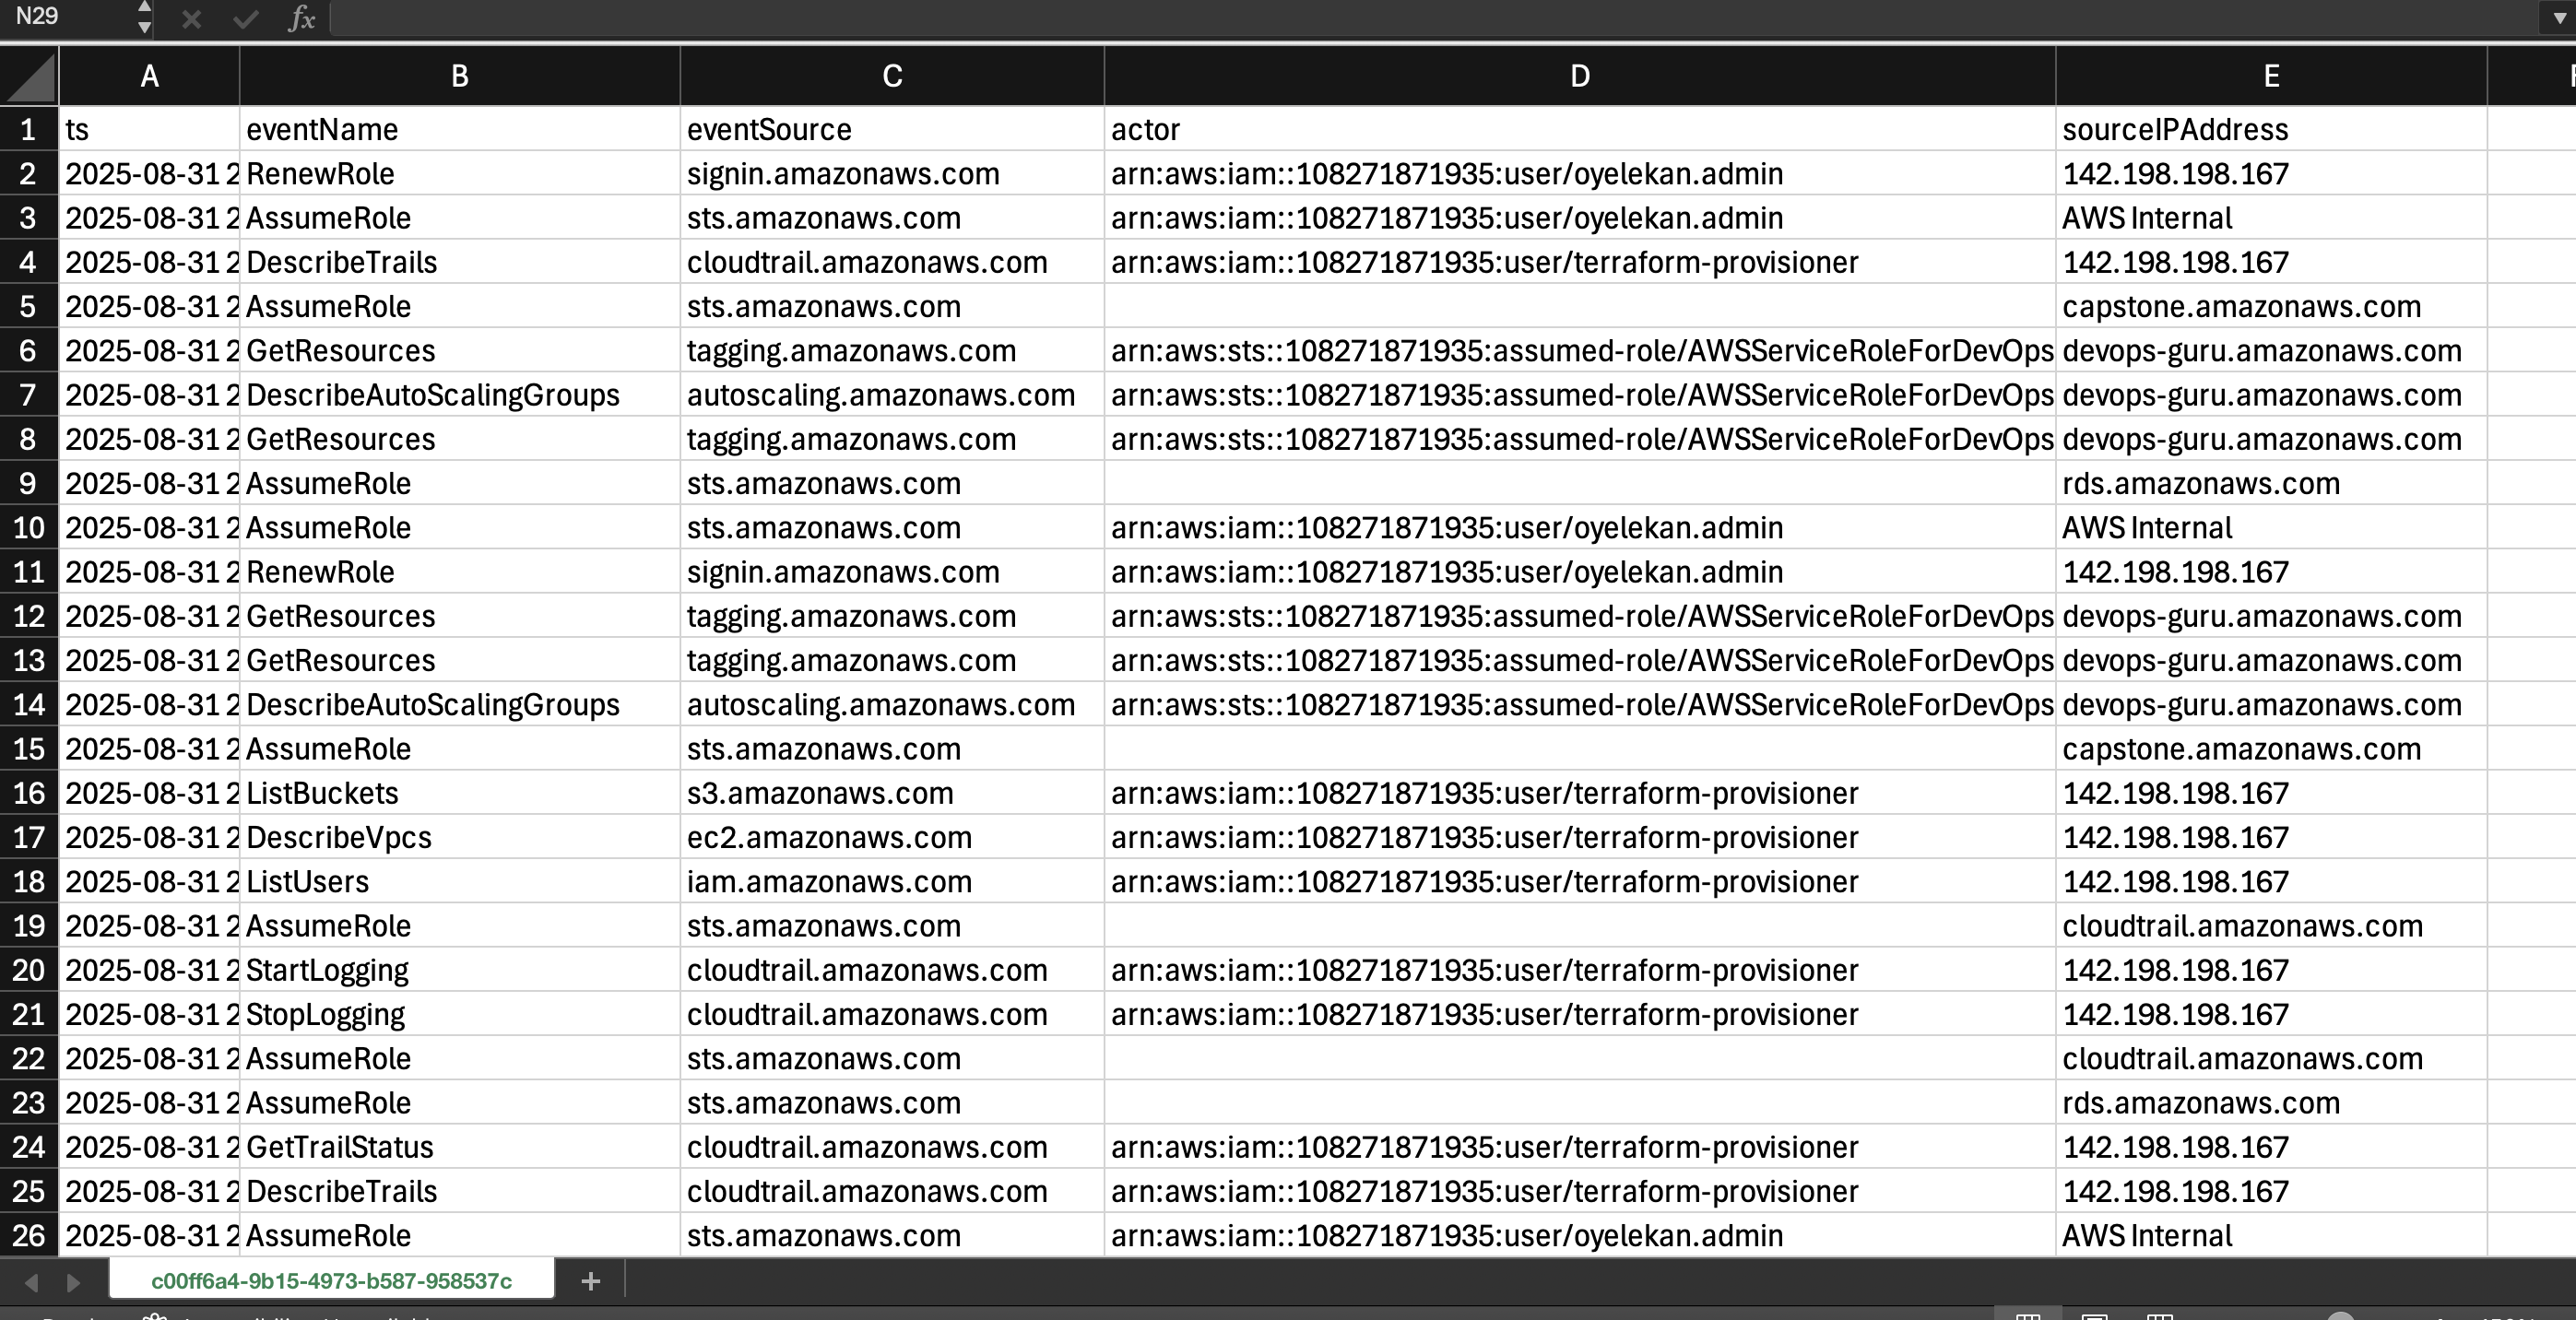 N29 fx
A B C D E
1 ts eventName eventSource actor sourceIPAddress
2 2025-08-31 2 RenewRole signin.amazonaws.com arn:aws:iam::108271871935:user/oyelekan.admin 142.198.198.167
3 2025-08-31 2 AssumeRole sts.amazonaws.com arn:aws:iam::108271871935:user/oyelekan.admin AWS Internal
4 2025-08-31 2 DescribeTrails cloudtrail.amazonaws.com arn:aws:iam::108271871935:user/terraform-provisioner 142.198.198.167
5 2025-08-31 2 AssumeRole sts.amazonaws.com capstone.amazonaws.com
6 2025-08-31 2 GetResources tagging.amazonaws.com arn:aws:sts::108271871935:assumed-role/AWSServiceRoleForDevOps devops-guru.amazonaws.com
7 2025-08-31 2 DescribeAutoScalingGroups autoscaling.amazonaws.com arn:aws:sts::108271871935:assumed-role/AWSServiceRoleForDevOps devops-guru.amazonaws.com
8 2025-08-31 2 GetResources tagging.amazonaws.com arn:aws:sts::108271871935:assumed-role/AWSServiceRoleForDevOps devops-guru.amazonaws.com
9 2025-08-31 2 AssumeRole sts.amazonaws.com rds.amazonaws.com
10 2025-08-31 2 AssumeRole sts.amazonaws.com arn:aws:iam::108271871935:user/oyelekan.admin AWS Internal
11 2025-08-31 2 RenewRole signin.amazonaws.com arn:aws:iam::108271871935:user/oyelekan.admin 142.198.198.167
12 2025-08-31 2 GetResources tagging.amazonaws.com arn:aws:sts::108271871935:assumed-role/AWSServiceRoleForDevOps devops-guru.amazonaws.com
13 2025-08-31 2 GetResources tagging.amazonaws.com arn:aws:sts::108271871935:assumed-role/AWSServiceRoleForDevOps devops-guru.amazonaws.com
14 2025-08-31 2 DescribeAutoScalingGroups autoscaling.amazonaws.com arn:aws:sts::108271871935:assumed-role/AWSServiceRoleForDevOps devops-guru.amazonaws.com
15 2025-08-31 2 AssumeRole sts.amazonaws.com capstone.amazonaws.com
16 2025-08-31 2 ListBuckets s3.amazonaws.com arn:aws:iam::108271871935:user/terraform-provisioner 142.198.198.167
17 2025-08-31 2 DescribeVpcs ec2.amazonaws.com arn:aws:iam::108271871935:user/terraform-provisioner 142.198.198.167
18 2025-08-31 2 ListUsers iam.amazonaws.com arn:aws:iam::108271871935:user/terraform-provisioner 142.198.198.167
19 2025-08-31 2 AssumeRole sts.amazonaws.com cloudtrail.amazonaws.com
20 2025-08-31 2 StartLogging cloudtrail.amazonaws.com arn:aws:iam::108271871935:user/terraform-provisioner 142.198.198.167
21 2025-08-31 2 StopLogging cloudtrail.amazonaws.com arn:aws:iam::108271871935:user/terraform-provisioner 142.198.198.167
22 2025-08-31 2 AssumeRole sts.amazonaws.com cloudtrail.amazonaws.com
23 2025-08-31 2 AssumeRole sts.amazonaws.com rds.amazonaws.com
24 2025-08-31 2 GetTrailStatus cloudtrail.amazonaws.com arn:aws:iam::108271871935:user/terraform-provisioner 142.198.198.167
25 2025-08-31 2 DescribeTrails cloudtrail.amazonaws.com arn:aws:iam::108271871935:user/terraform-provisioner 142.198.198.167
26 2025-08-31 2 AssumeRole sts.amazonaws.com arn:aws:iam::108271871935:user/oyelekan.admin AWS Internal
c00ff6a4-9b15-4973-b587-958537c +